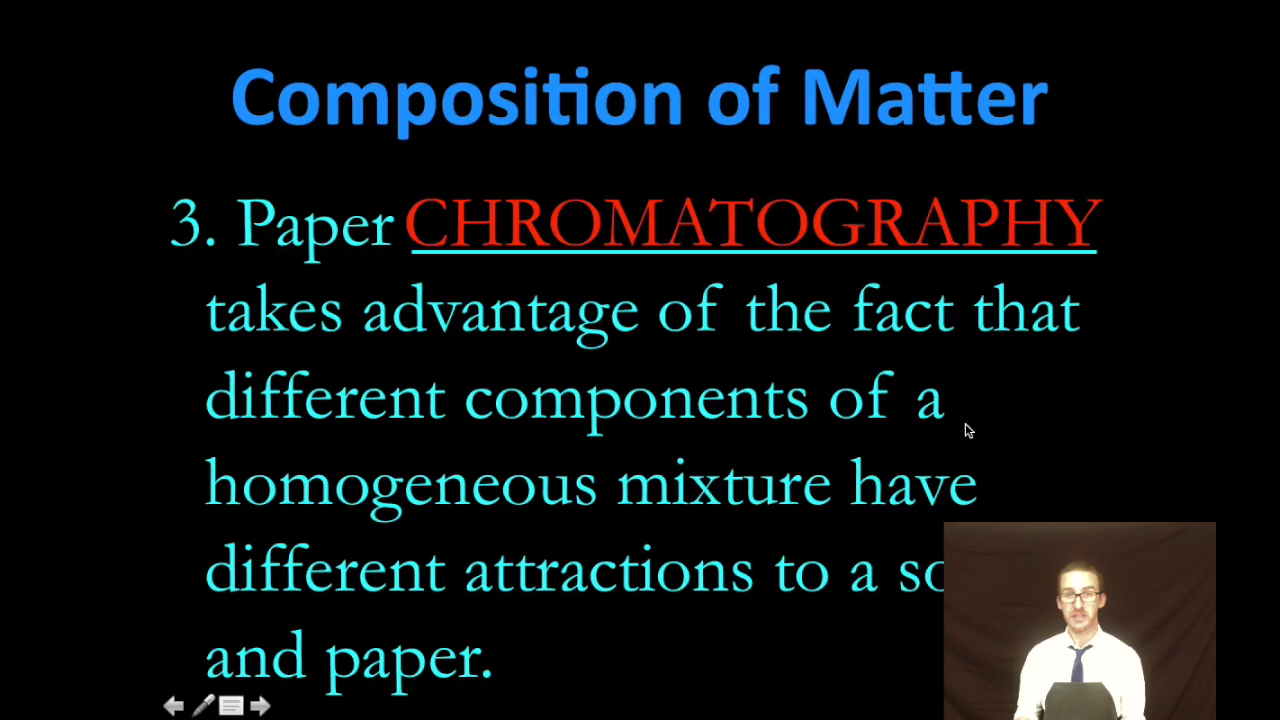 Composition of Matter
3. Paper CHROMATOGRAPHY
takes advantage of the fact that
different components of a
homogeneous mixture have
different attractions to a
and paper.